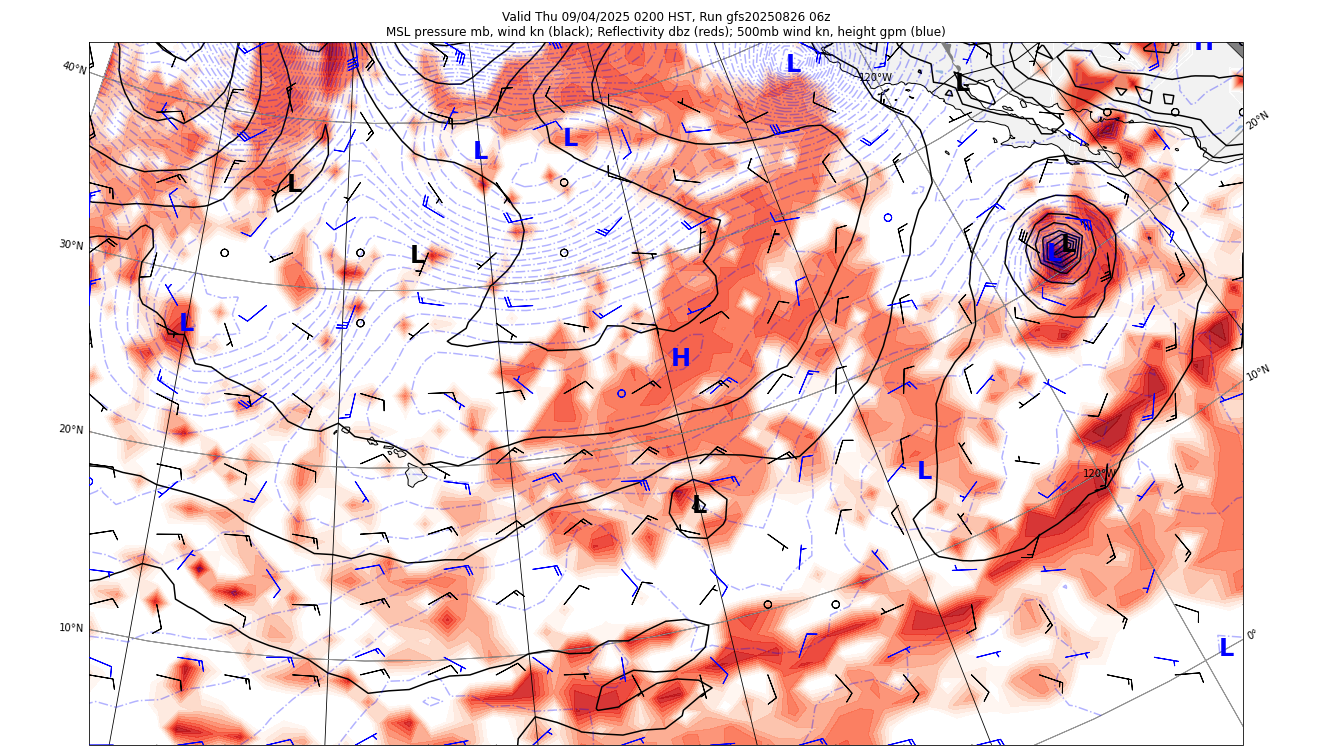 Valid Thu 09/04/2025 0200 HST, Run gfs20250826 06z
MSL pressure mb, wind kn (black); Reflectivity dbz (reds); 500mb wind kn, height gpm (blue)
H
40°N
L
120°W
L
20°N
L
L
L
30°N
L
L
L
L
H
10°N
20°N
L
120°W
L
10°N
0°
L